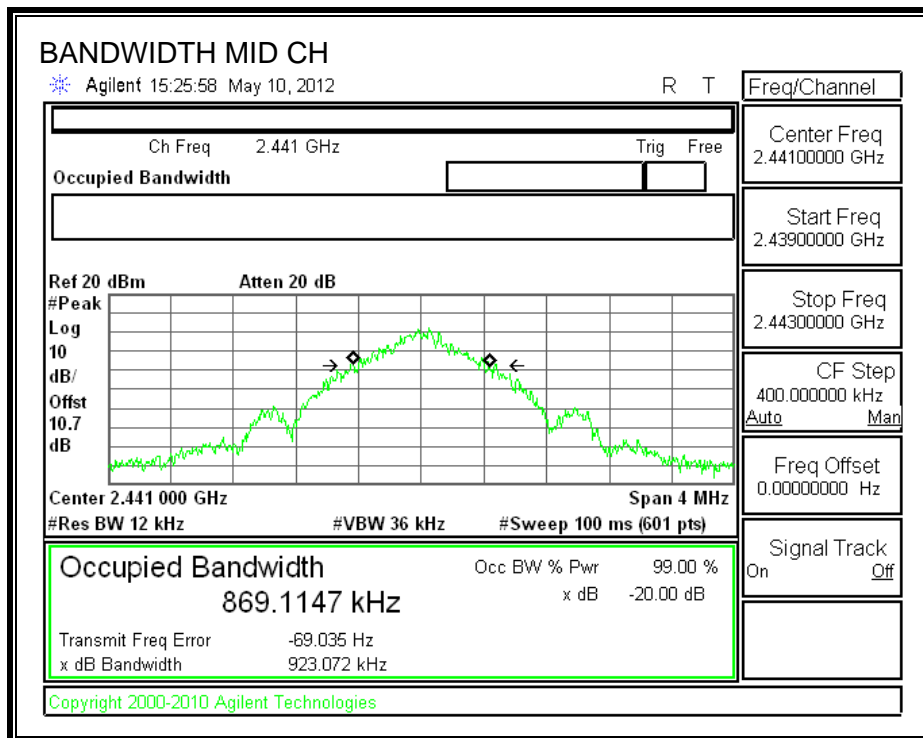 BANDWIDTH MID CH
Agilent 15:25:58 May 10, 2012 R T
Freq/Channel
Ch Freq 2.441 GHz Trig Free
Occupied Bandwidth
Center Freq
2.44100000 GHz
Start Freq
2.43900000 GHz
Stop Freq
2.44300000 GHz
CF Step
400.000000 kHz
Auto Man
Freq Offset
0.00000000 Hz
Signal Track
On Off
Ref 20 dBm Atten 20 dB
#Peak
Log
10
dB/
Offst
10.7
dB
Center 2.441 000 GHz Span 4 MHz
#Res BW 12 kHz #VBW 36 kHz #Sweep 100 ms (601 pts)
Occupied Bandwidth Occ BW % Pwr 99.00 %
869.1147 kHz x dB -20.00 dB
Transmit Freq Error -69.035 Hz
x dB Bandwidth 923.072 kHz
Copyright 2000-2010 Agilent Technologies